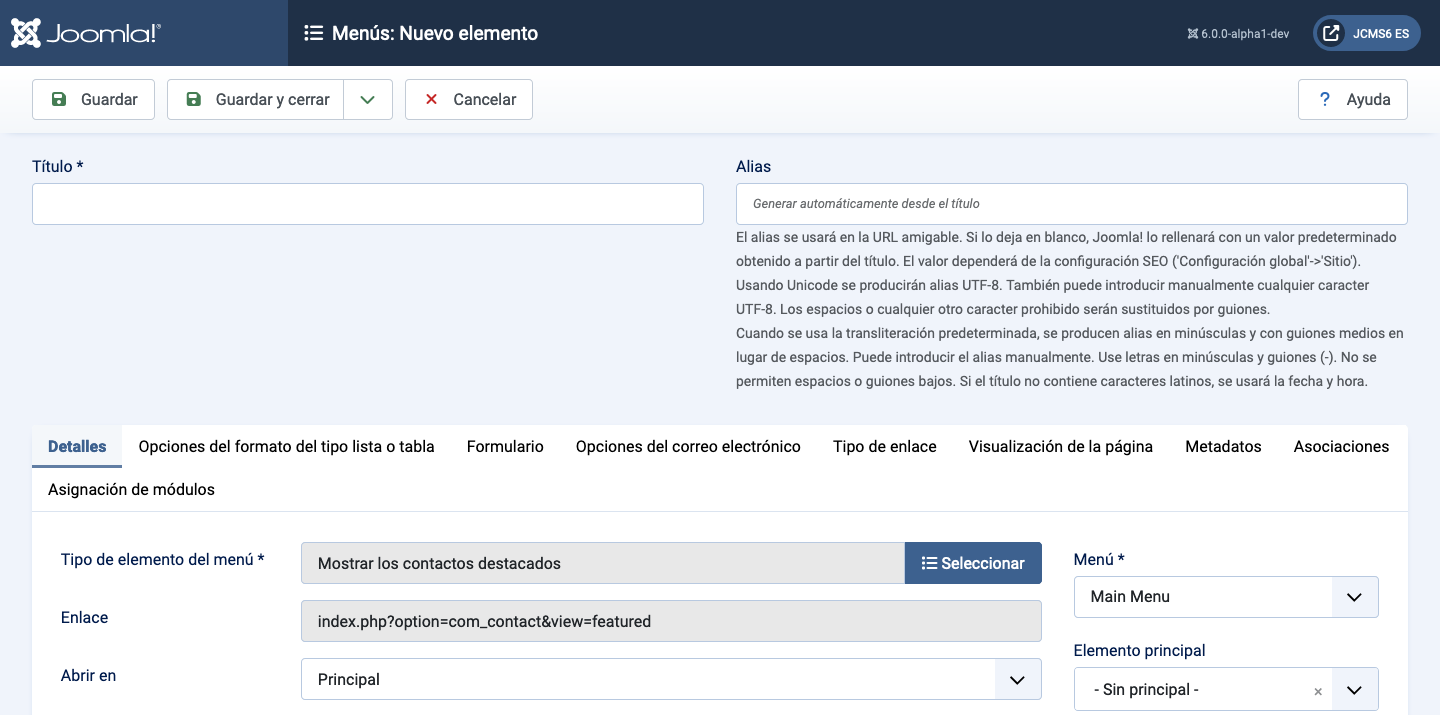 Joomla!®
Menús: Nuevo elemento
6.0.0-alpha1-dev
JCMS6 ES
Guardar
Guardar y cerrar
Cancelar
? Ayuda
Título *
Alias
Generar automáticamente desde el título
El alias se usará en la URL amigable. Si lo deja en blanco, Joomla! lo rellenará con un valor predeterminado
obtenido a partir del título. El valor dependerá de la configuración SEO ('Configuración global'->'Sitio').
Usando Unicode se producirán alias UTF-8. También puede introducir manualmente cualquier caracter
UTF-8. Los espacios o cualquier otro caracter prohibido serán sustituidos por guiones.
Cuando se usa la transliteración predeterminada, se producen alias en minúsculas y con guiones medios en
lugar de espacios. Puede introducir el alias manualmente. Use letras en minúsculas y guiones (-). No se
permiten espacios o guiones bajos. Si el título no contiene caracteres latinos, se usará la fecha y hora.
Detalles
Opciones del formato del tipo lista o tabla
Formulario
Opciones del correo electrónico
Tipo de enlace
Visualización de la página
Metadatos
Asociaciones
Asignación de módulos
Tipo de elemento del menú *
Mostrar los contactos destacados
Seleccionar
Enlace
index.php?option=com_contact&view=featured
Abrir en
Principal
Menú *
Main Menu
Elemento principal
- Sin principal -